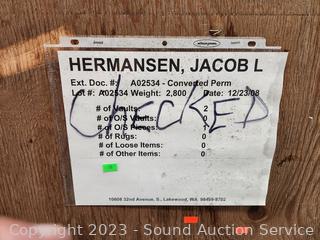 HERMANSEN, JACOB L
Ext. Doc. #: A02534 - Converted Perm
Lot #: A02534 Weight: 2,800 Date: 12/23/08
CHECKED
# of Vaults: 2
# of O/S Vaults: 0
# of O/S Pieces: 1
# of Rugs: 0
# of Loose Items: 0
# of Other Items: 0
10608 32nd Avenue, S., Lakewood, WA 98499-8702
Copyright © 2023 - Sound Auction Service